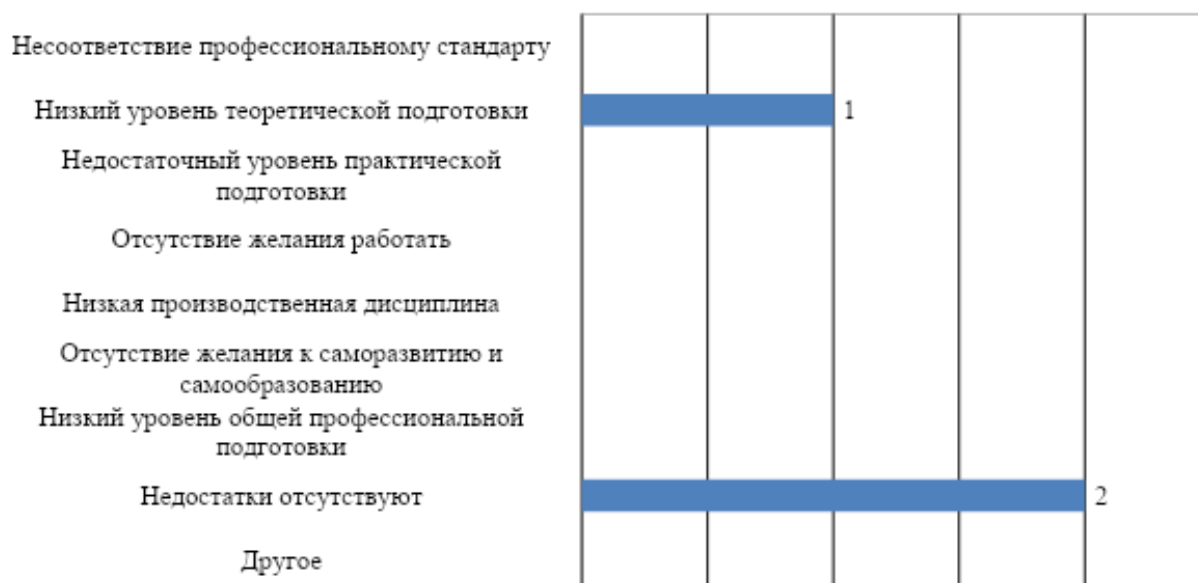 Несоответствие профессиональному стандарту
Низкий уровень теоретической подготовки
1
Недостаточный уровень практической
подготовки
Отсутствие желания работать
Низкая производственная дисциплина
Отсутствие желания к саморазвитию и
самообразованию
Низкий уровень общей профессиональной
подготовки
Недостатки отсутствуют
2
Другое